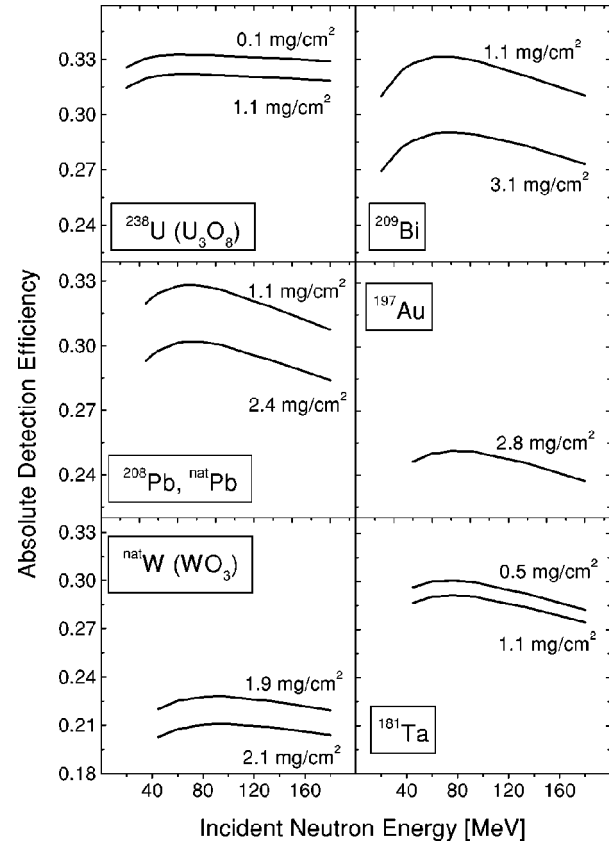 Absolute Detection Efficiency
0.33
0.30
0.27
0.24
0.1 mg/cm²
1.1 mg/cm²
²³⁸U (U₃O₈)
1.1 mg/cm²
3.1 mg/cm²
²⁰⁹Bi
0.33
0.30
0.27
0.24
1.1 mg/cm²
2.4 mg/cm²
²⁰⁸Pb, ⁿᵃᵗPb
¹⁹⁷Au
2.8 mg/cm²
0.33
0.30
0.27
0.24
0.21
0.18
ⁿᵃᵗW (WO₃)
1.9 mg/cm²
2.1 mg/cm²
0.5 mg/cm²
1.1 mg/cm²
¹⁸¹Ta
40 80 120 160 40 80 120 160
Incident Neutron Energy [MeV]